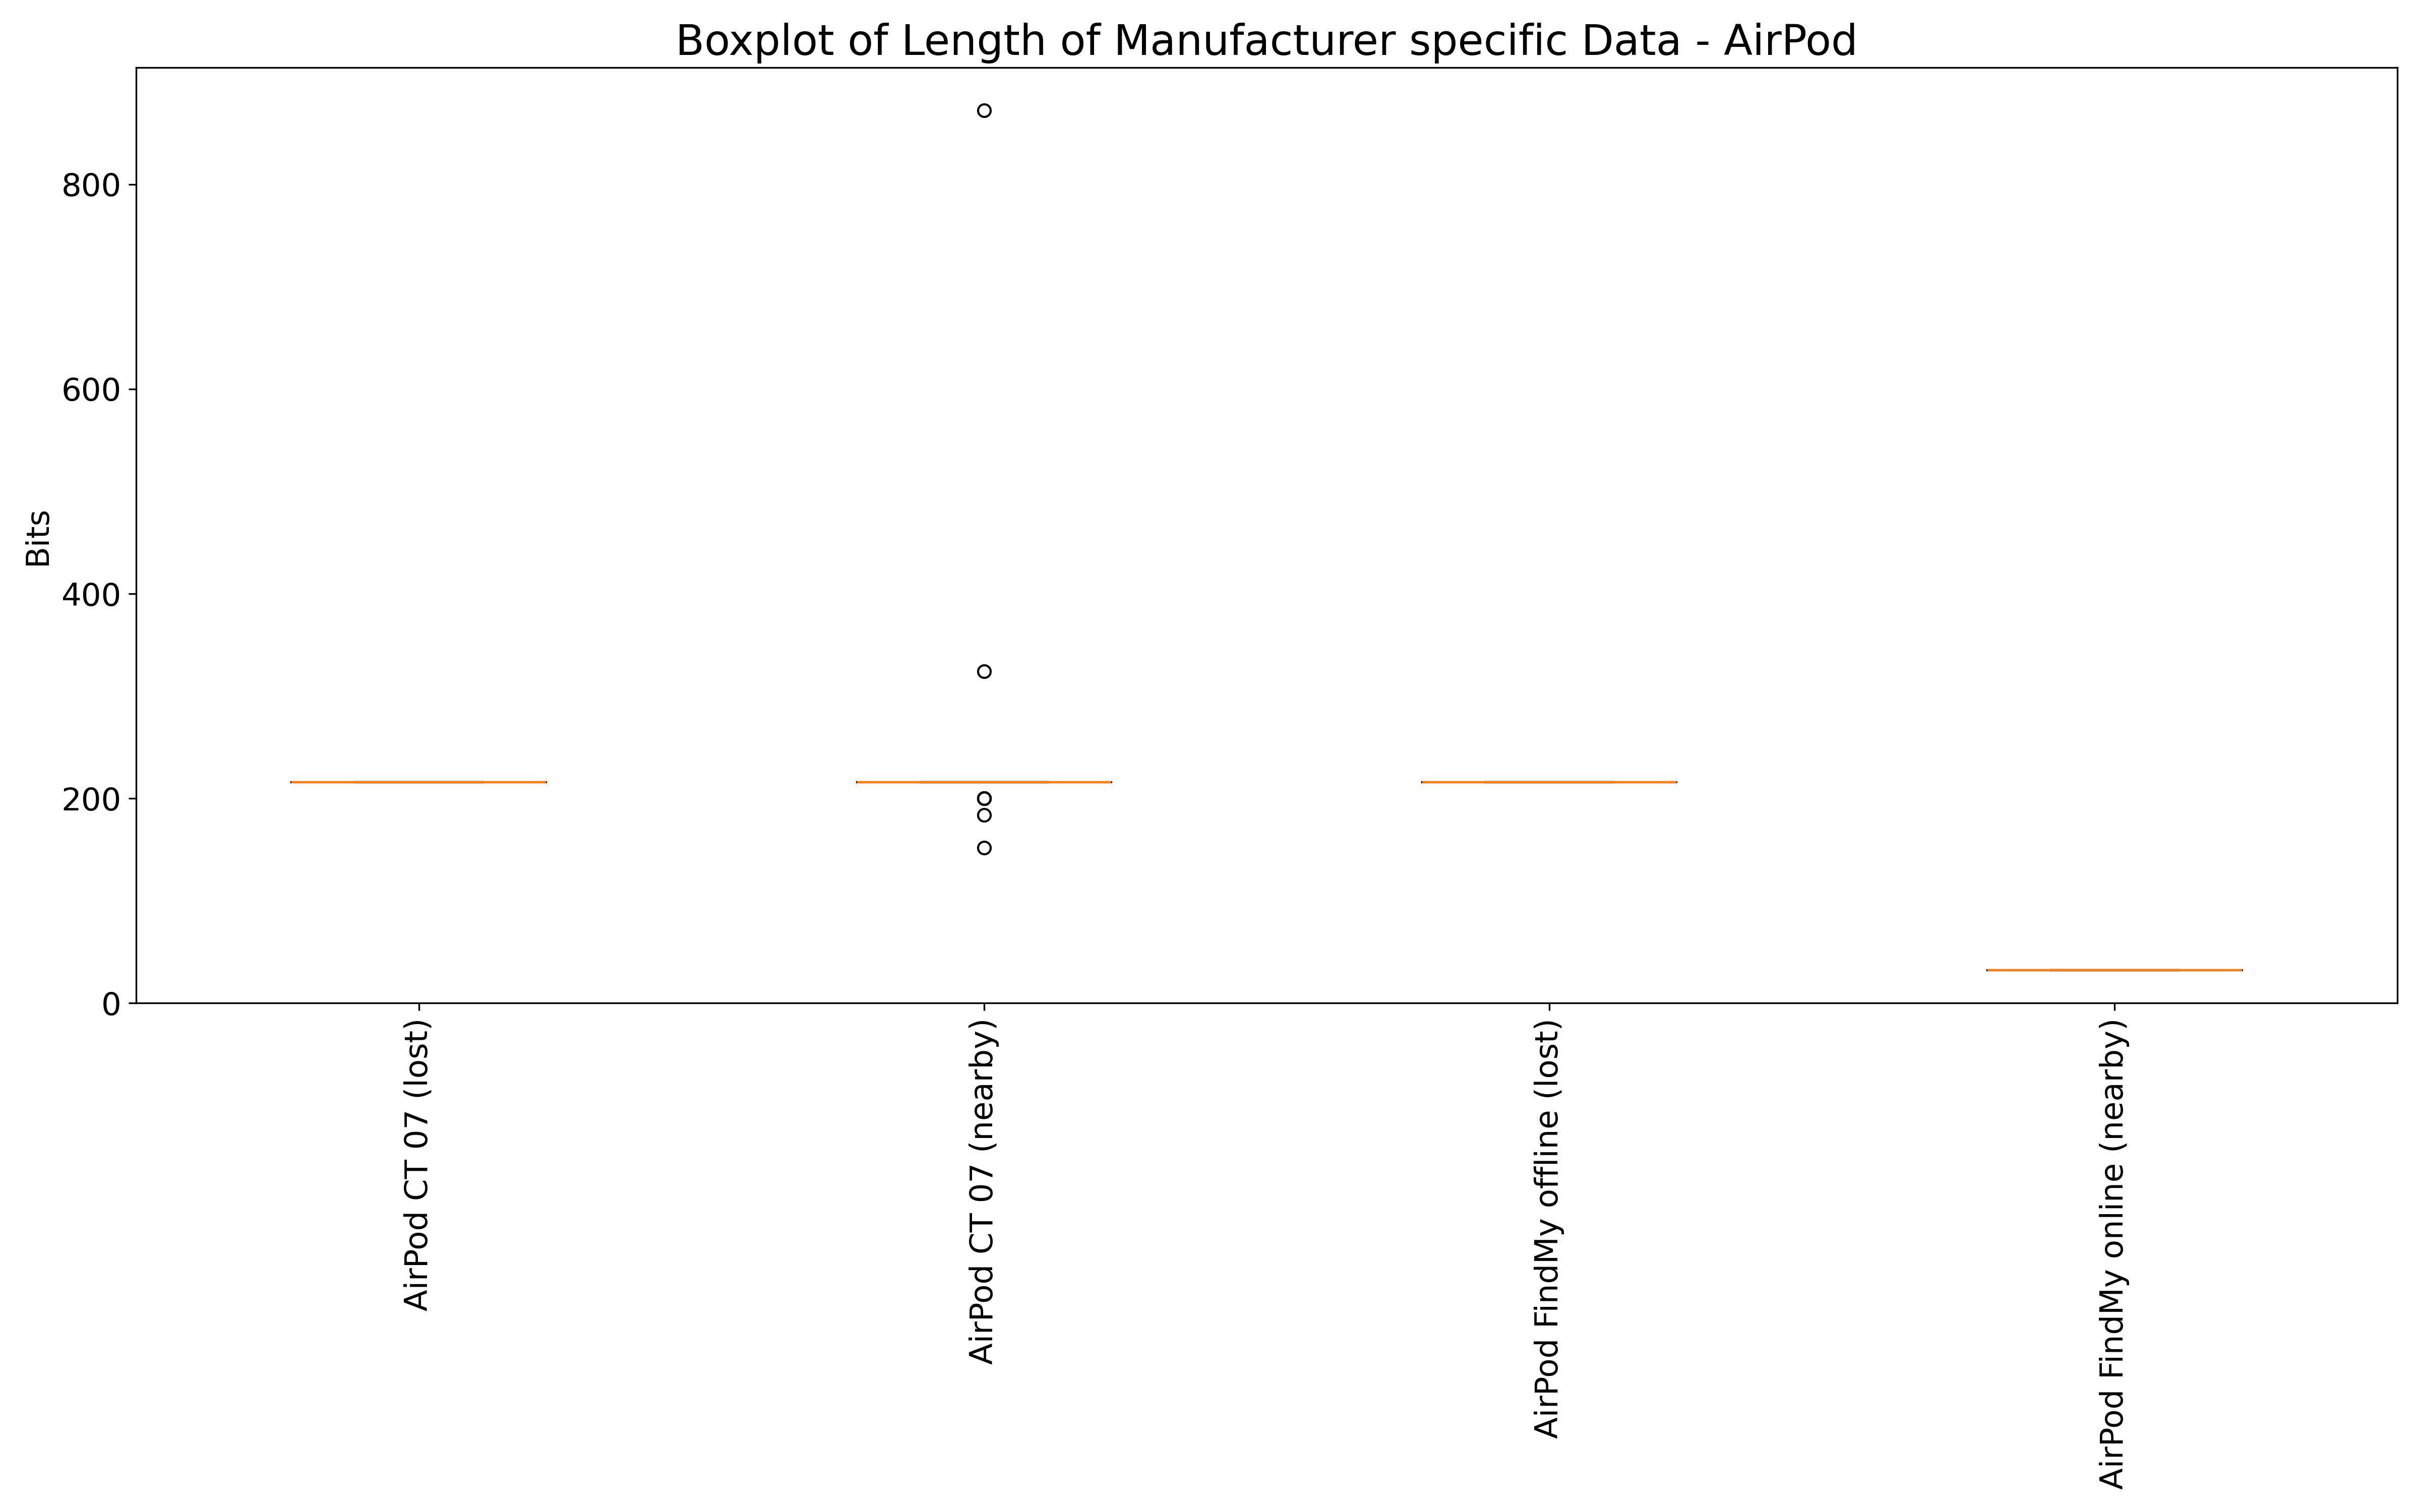 Boxplot of Length of Manufacturer specific Data - AirPod
Bits
800
600
400
200
0
AirPod CT 07 (lost)
AirPod CT 07 (nearby)
AirPod FindMy offline (lost)
AirPod FindMy online (nearby)